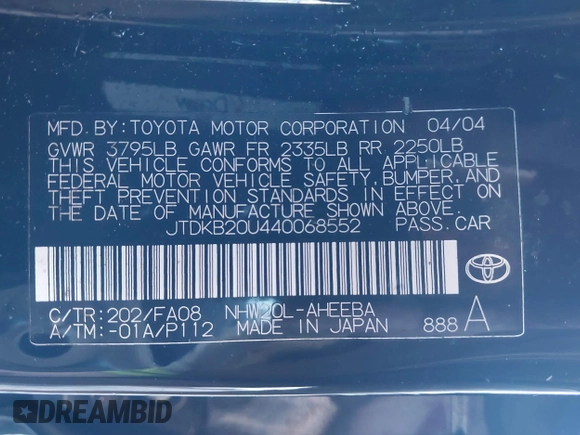 MFD.BY:TOYOTA MOTOR CORPORATION 04/04
GVWR 3795LB GAWR FR 2335LB RR 2250LB
THIS VEHICLE CONFORMS TO ALL APPLICABLE
FEDERAL MOTOR VEHICLE SAFETY,BUMPER,AND
THEFT PREVENTION STANDARDS IN EFFECT ON
THE DATE OF MANUFACTURE SHOWN ABOVE.
JTDKB20U440068552 PASS.CAR
C/TR:202/FA08 NHW20L-AHEEBA
A/TM:-01A/P112 MADE IN JAPAN 888 A
TOYOTA
DREAMBID